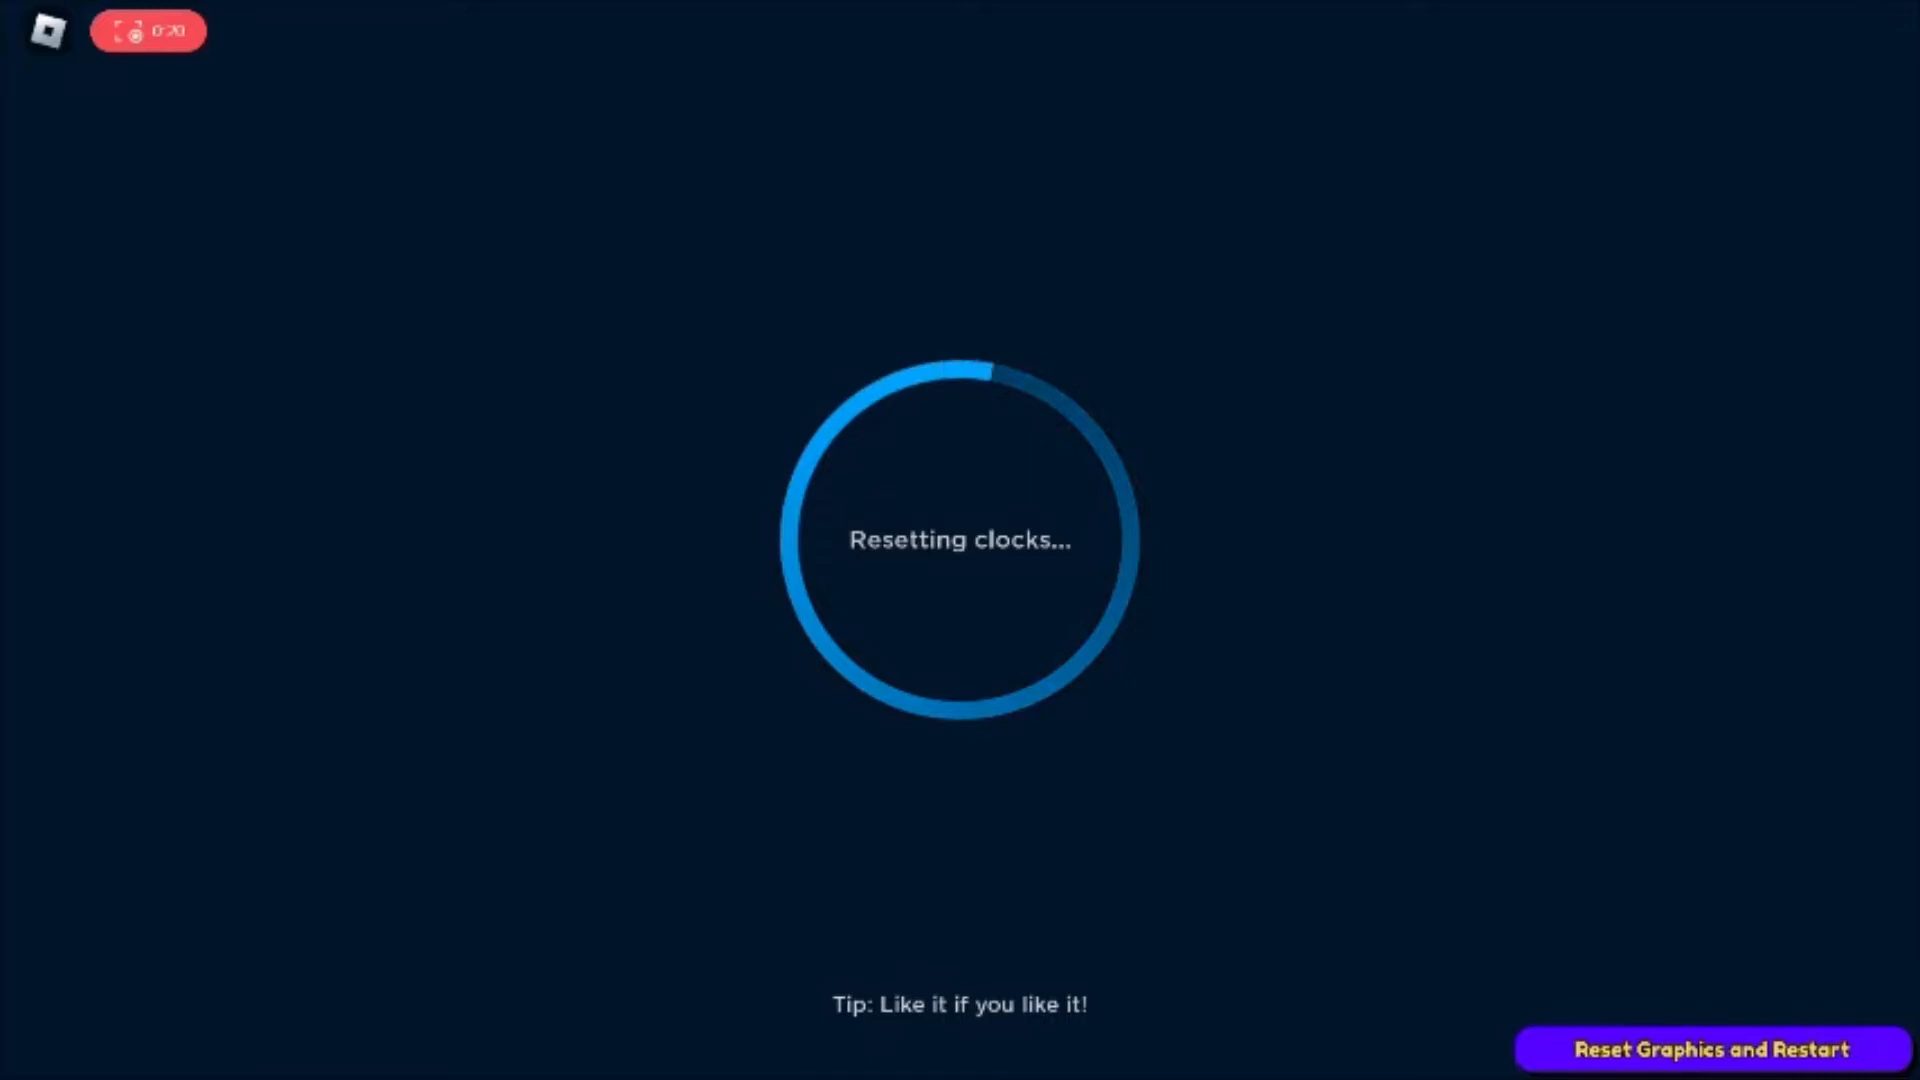 0:20
Resetting clocks...
Tip: Like it if you like it!
Reset Graphics and Restart